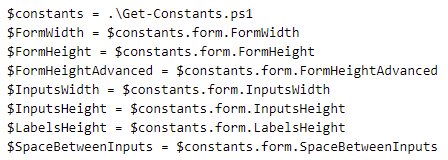 $constants = .\Get-Constants.ps1
$FormWidth = $constants.form.FormWidth
$FormHeight = $constants.form.FormHeight
$FormHeightAdvanced = $constants.form.FormHeightAdvanced
$InputsWidth = $constants.form.InputsWidth
$InputsHeight = $constants.form.InputsHeight
$LabelsHeight = $constants.form.LabelsHeight
$SpaceBetweenInputs = $constants.form.SpaceBetweenInputs